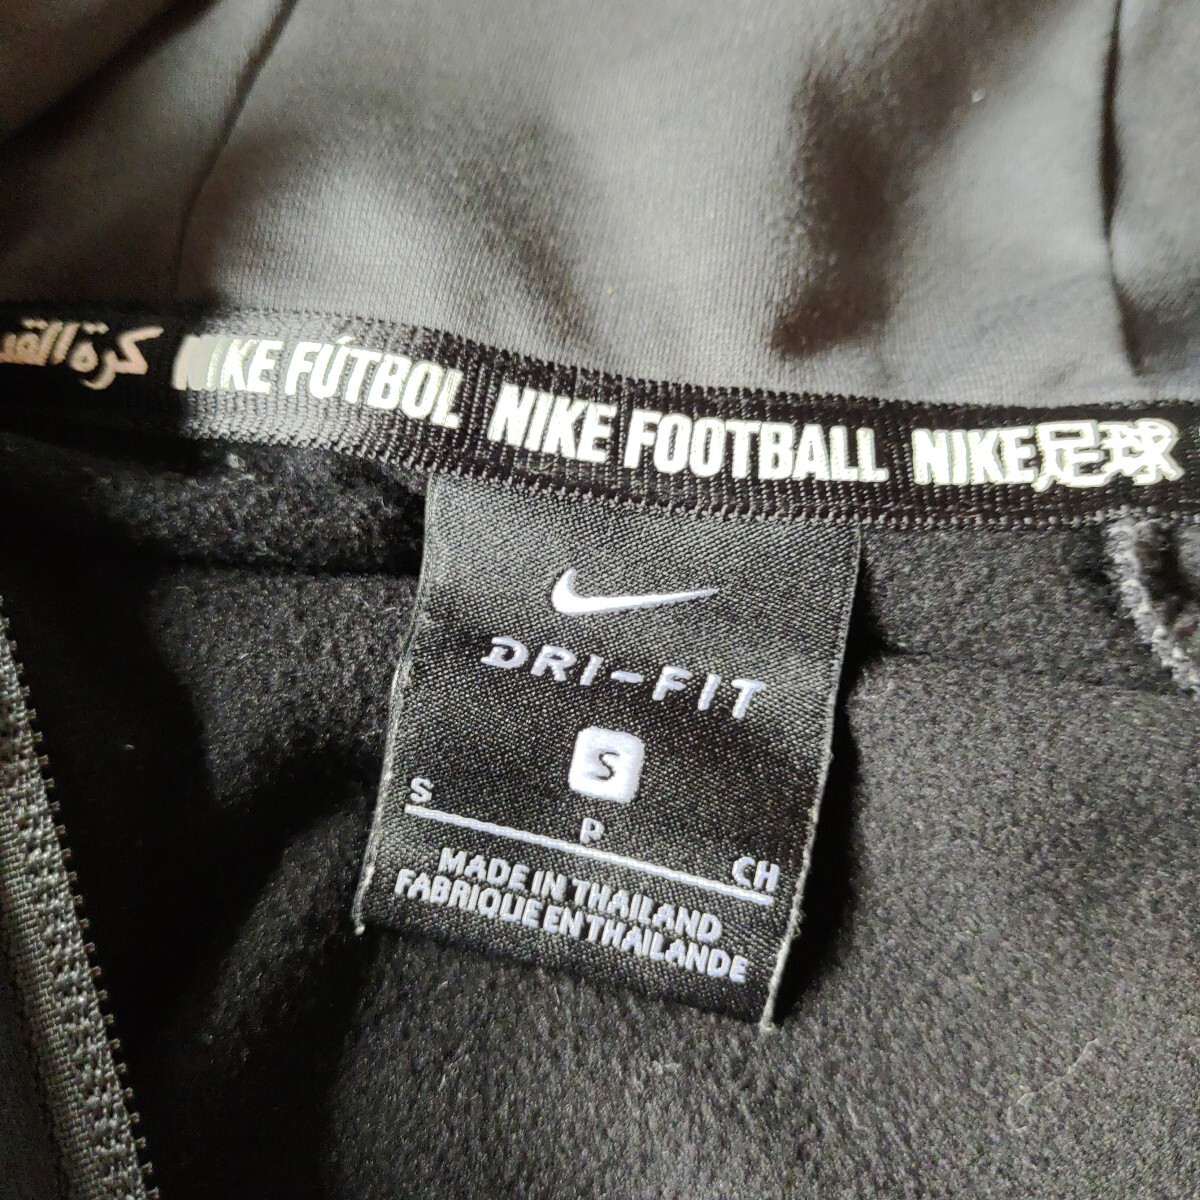 كرة القد NIKE FÚTBOL NIKE FOOTBALL NIKE足球
DRI-FIT
S
S R CH
MADE IN THAILAND
FABRIQUE EN THAILANDE